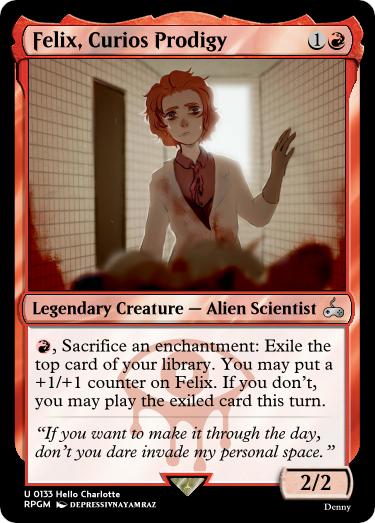 Felix, Curios Prodigy 1
Legendary Creature — Alien Scientist
, Sacrifice an enchantment: Exile the
top card of your library. You may put a
+1/+1 counter on Felix. If you don't,
you may play the exiled card this turn.
“If you want to make it through the day,
don't you dare invade my personal space.”
2/2
U 0133 Hello Charlotte
RPGM DEPRESSIVNAYAMRAZ
Denny